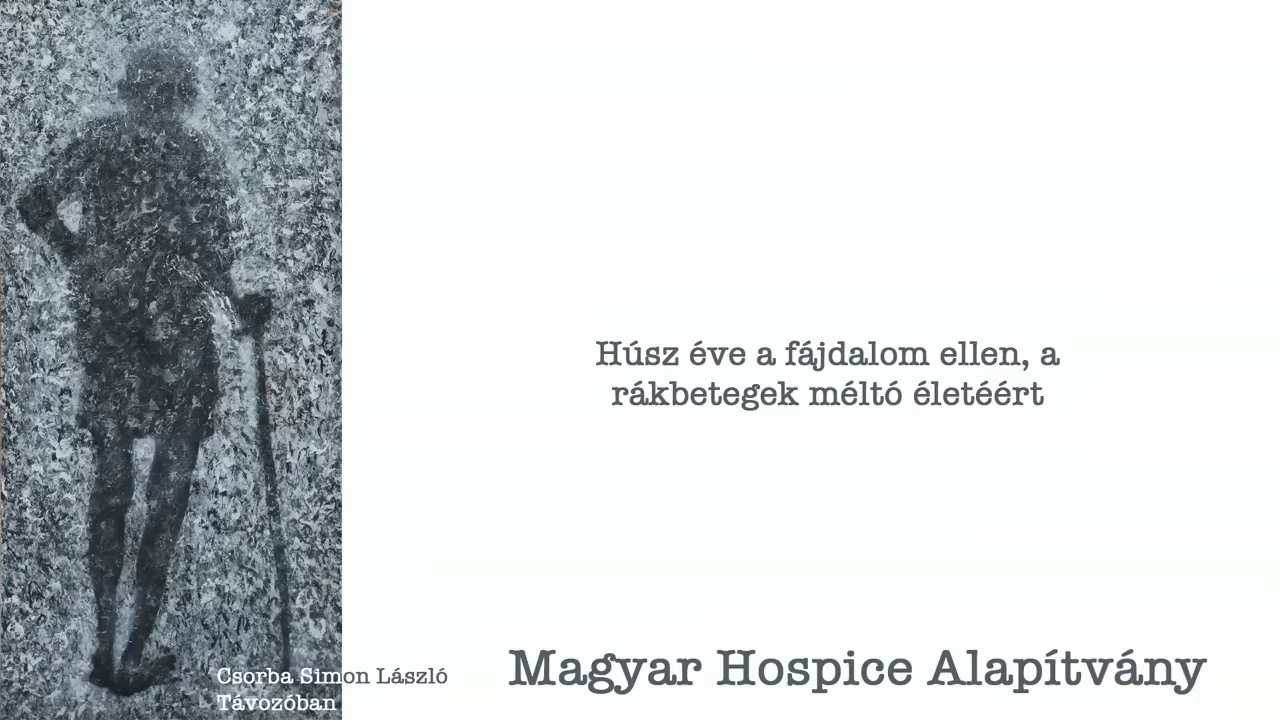 Húsz éve a fájdalom ellen, a
rákbetegek méltó életéért
Csorba Simon László
Távozóban
Magyar Hospice Alapítvány